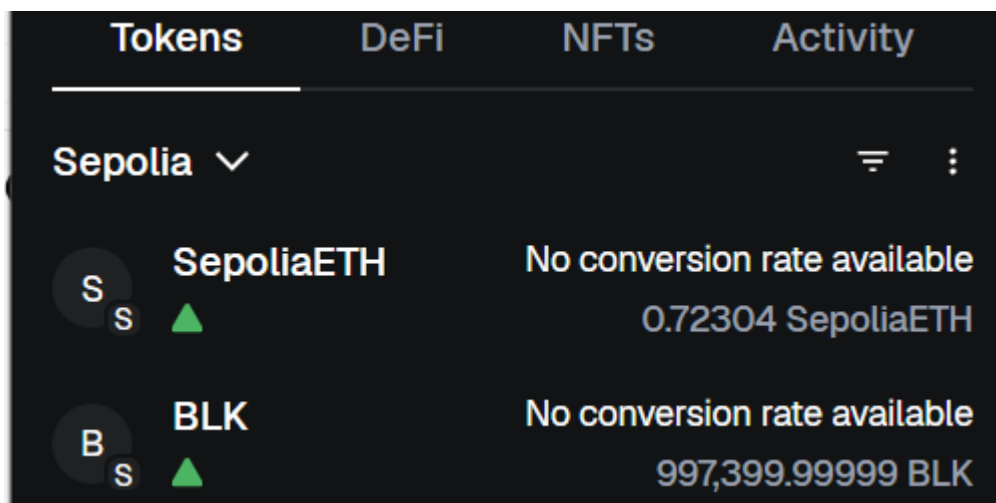 Tokens DeFi NFTs Activity
Sepolia
S S SepoliaETH No conversion rate available
0.72304 SepoliaETH
B S BLK No conversion rate available
997,399.99999 BLK